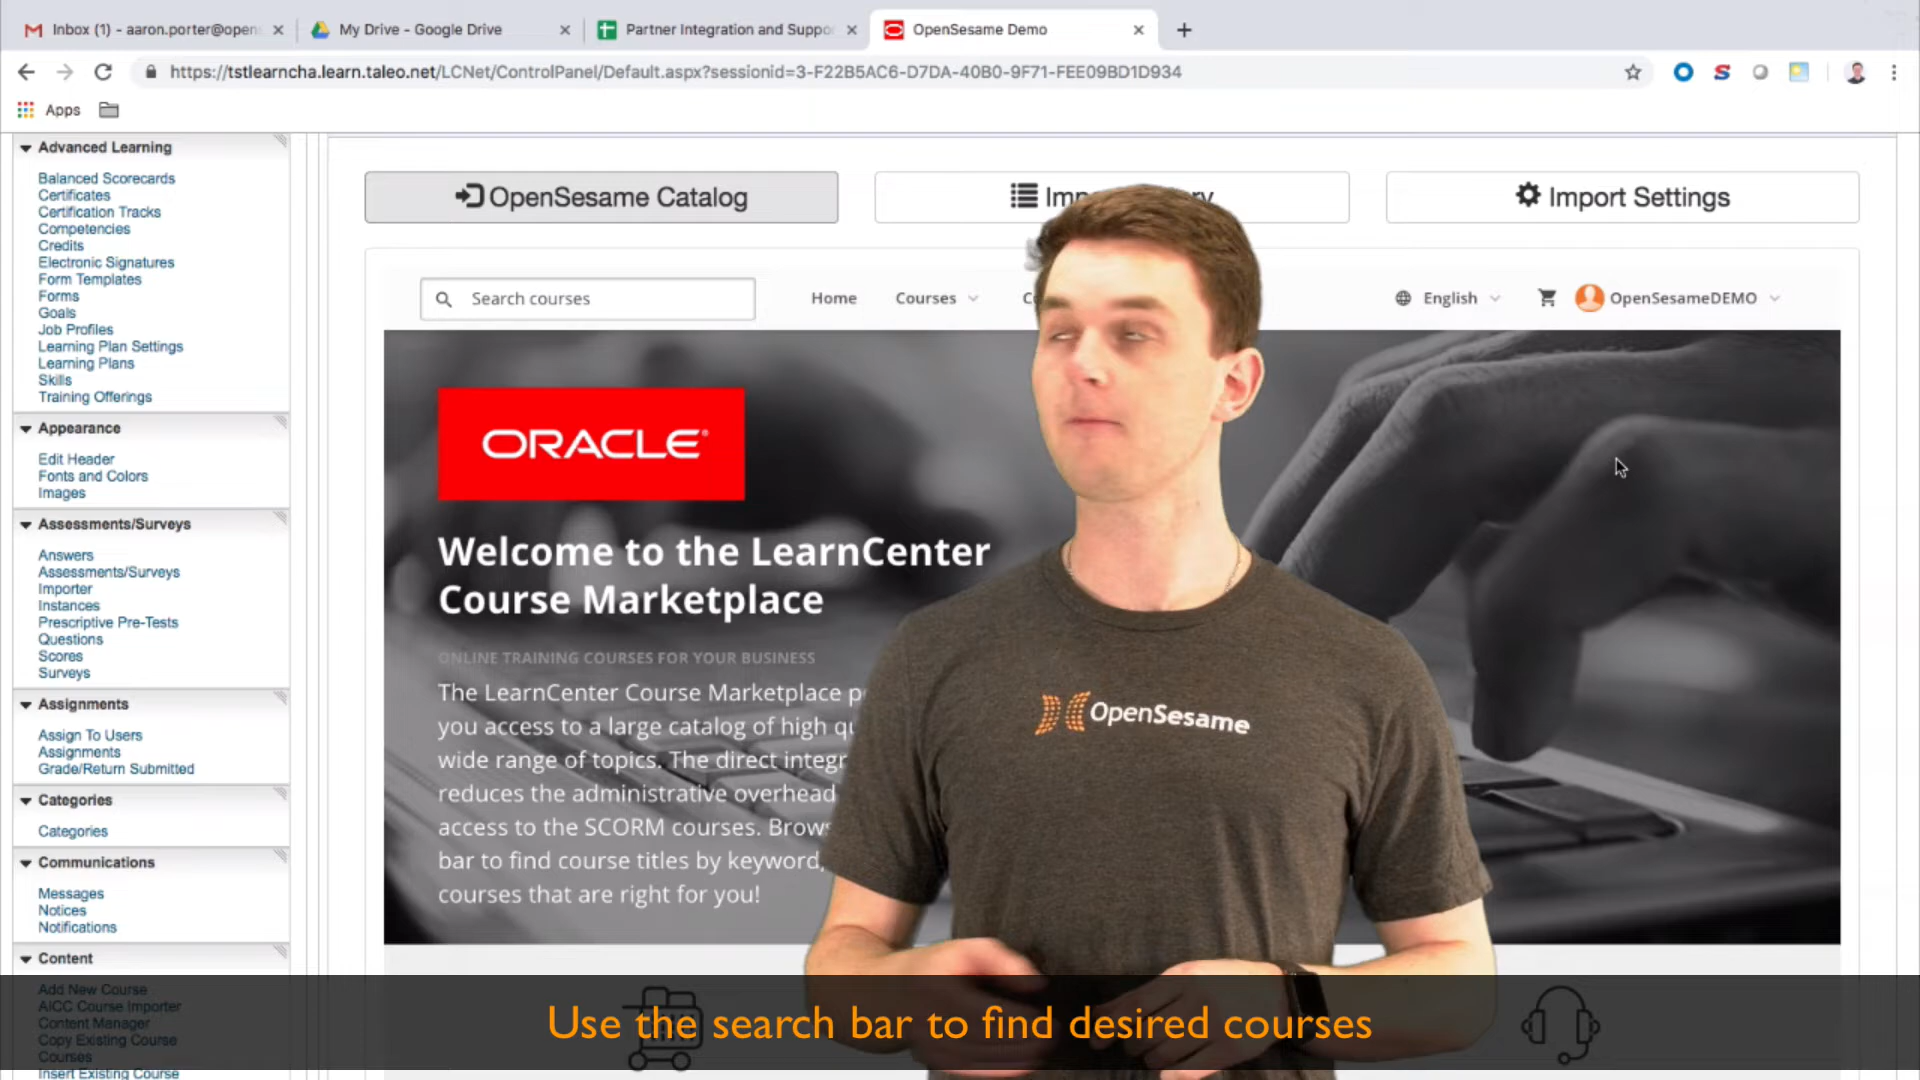 Inbox (1) - aaron.porter@open
My Drive - Google Drive
Partner Integration and Suppo
OpenSesame Demo
https://tstlearncha.learn.taleo.net/LCNet/ControlPanel/Default.aspx?sessionid=3-F22B5AC6-D7DA-40B0-9F71-FEE09BD1D934
Apps
Advanced Learning
Balanced Scorecards
Certificates
Certification Tracks
Competencies
Credits
Electronic Signatures
Form Templates
Forms
Goals
Job Profiles
Learning Plan Settings
Learning Plans
Skills
Training Offerings
Appearance
Edit Header
Fonts and Colors
Images
Assessments/Surveys
Answers
Assessments/Surveys
Importer
Instances
Prescriptive Pre-Tests
Questions
Scores
Surveys
Assignments
Assign To Users
Assignments
Grade/Return Submitted
Categories
Categories
Communications
Messages
Notices
Notifications
Content
Add New Course
AICC Course Importer
Content Manager
Copy Existing Course
Courses
Insert Existing Course
OpenSesame Catalog
Import Settings
Search courses
Home
Courses
English
OpenSesameDEMO
ORACLE
Welcome to the LearnCenter
Course Marketplace
ONLINE TRAINING COURSES FOR YOUR BUSINESS
The LearnCenter Course Marketplace
you access to a large catalog of high
wide range of topics. The direct
reduces the administrative overhead
access to the SCORM courses.
bar to find course titles by keyword,
courses that are right for you!
OpenSesame
Use the search bar to find desired courses